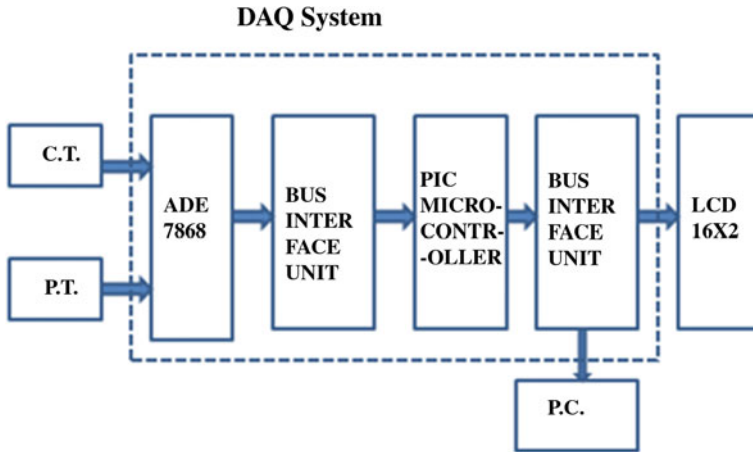 DAQ System
C.T.
P.T.
ADE
7868
BUS
INTER
FACE
UNIT
PIC
MICRO-
CONTR-
-OLLER
BUS
INTER
FACE
UNIT
LCD
16X2
P.C.